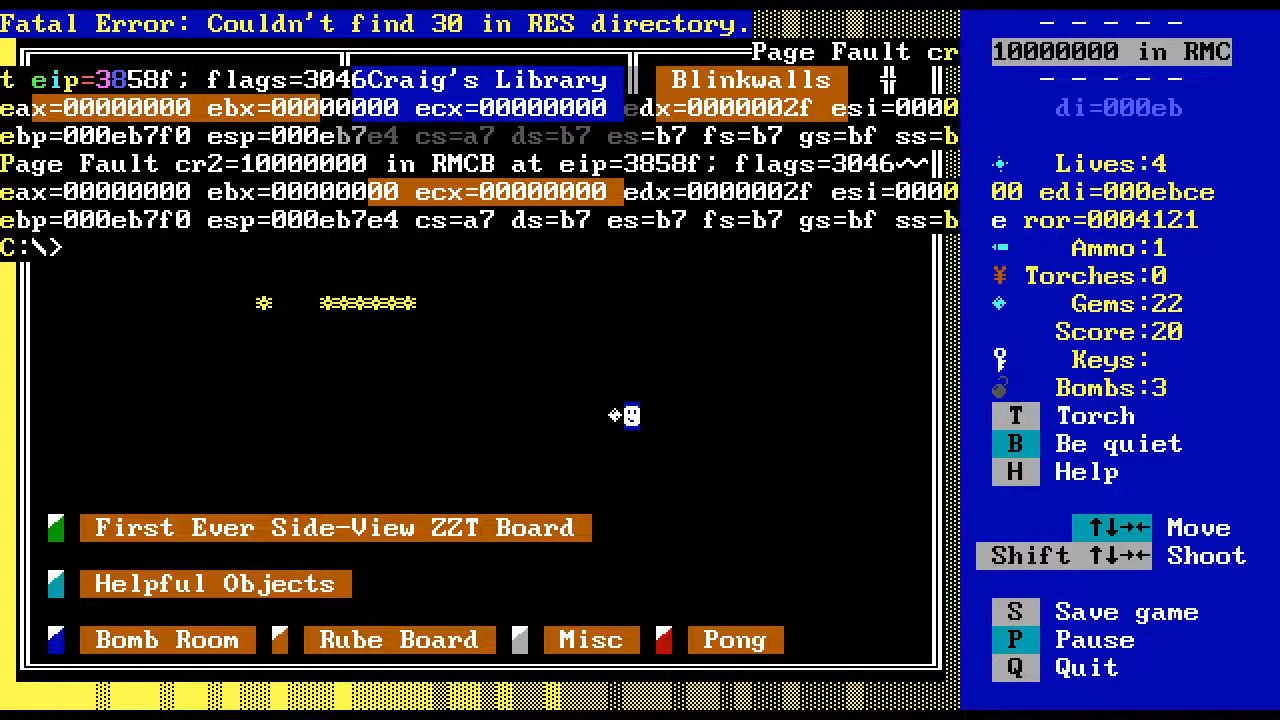 Fatal Error: Couldn't find 30 in RES directory.
- - - - -
Page Fault cr
10000000 in RMC
t eip=3858f; flags=3046Craig's Library
Blinkwalls
- - - - -
eax=00000000 ebx=00000000 ecx=00000000 edx=0000002f esi=0000
di=000eb
ebp=000eb7f0 esp=000eb7e4 cs=a7 ds=b7 es=b7 fs=b7 gs=bf ss=b
Page Fault cr2=10000000 in RMCB at eip=3858f; flags=3046~~
Lives:4
eax=00000000 ebx=00000000 ecx=00000000 edx=0000002f esi=0000
00 edi=000ebce
ebp=000eb7f0 esp=000eb7e4 cs=a7 ds=b7 es=b7 fs=b7 gs=bf ss=b
e ror=0004121
C:\>
Ammo:1
Torches:0
Gems:22
Score:20
Keys:
Bombs:3
T Torch
B Be quiet
H Help
First Ever Side-View ZZT Board
↑↓→← Move
Shift ↑↓→← Shoot
Helpful Objects
S Save game
Bomb Room Rube Board Misc Pong
P Pause
Q Quit